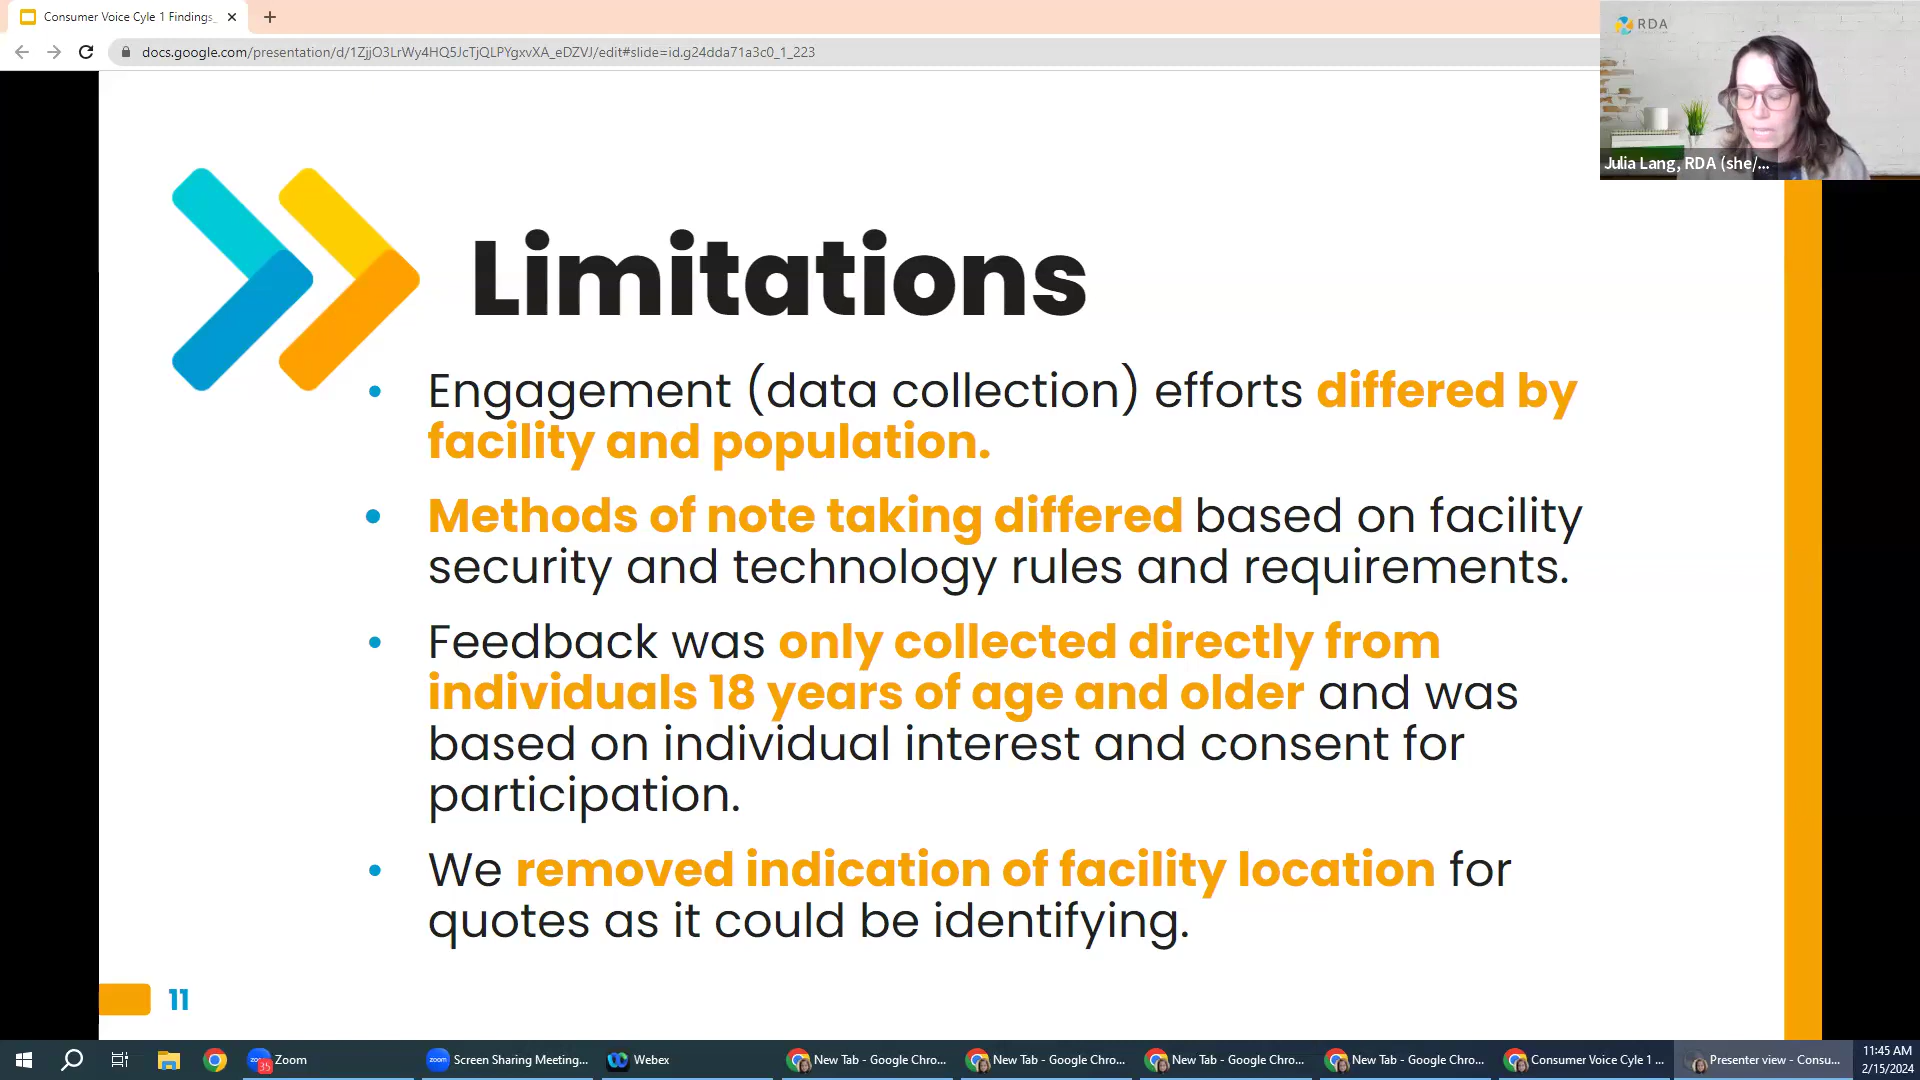 Consumer Voice Cyle 1 Findings_
docs.google.com/presentation/d/1ZjjO3LrWy4HQ5JcTjQLPYgxvXA_eDZVJ/edit#slide=id.g24dda71a3c0_1_223
RDA
Julia Lang, RDA (she/...
Limitations
• Engagement (data collection) efforts differed by
facility and population.
• Methods of note taking differed based on facility
security and technology rules and requirements.
• Feedback was only collected directly from
individuals 18 years of age and older and was
based on individual interest and consent for
participation.
• We removed indication of facility location for
quotes as it could be identifying.
11
zoom 35 Zoom
zoom Screen Sharing Meeting...
Webex
New Tab - Google Chro...
New Tab - Google Chro...
New Tab - Google Chro...
New Tab - Google Chro...
Consumer Voice Cyle 1 ...
Presenter view - Consu...
11:45 AM
2/15/2024